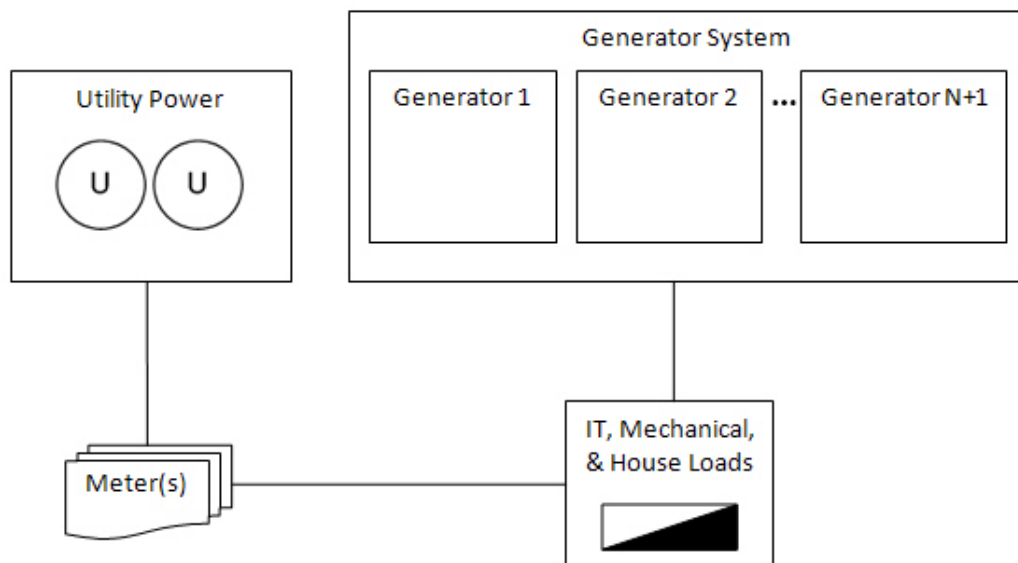 Generator System
Utility Power
U U
Generator 1
Generator 2
...
Generator N+1
Meter(s)
IT, Mechanical,
& House Loads